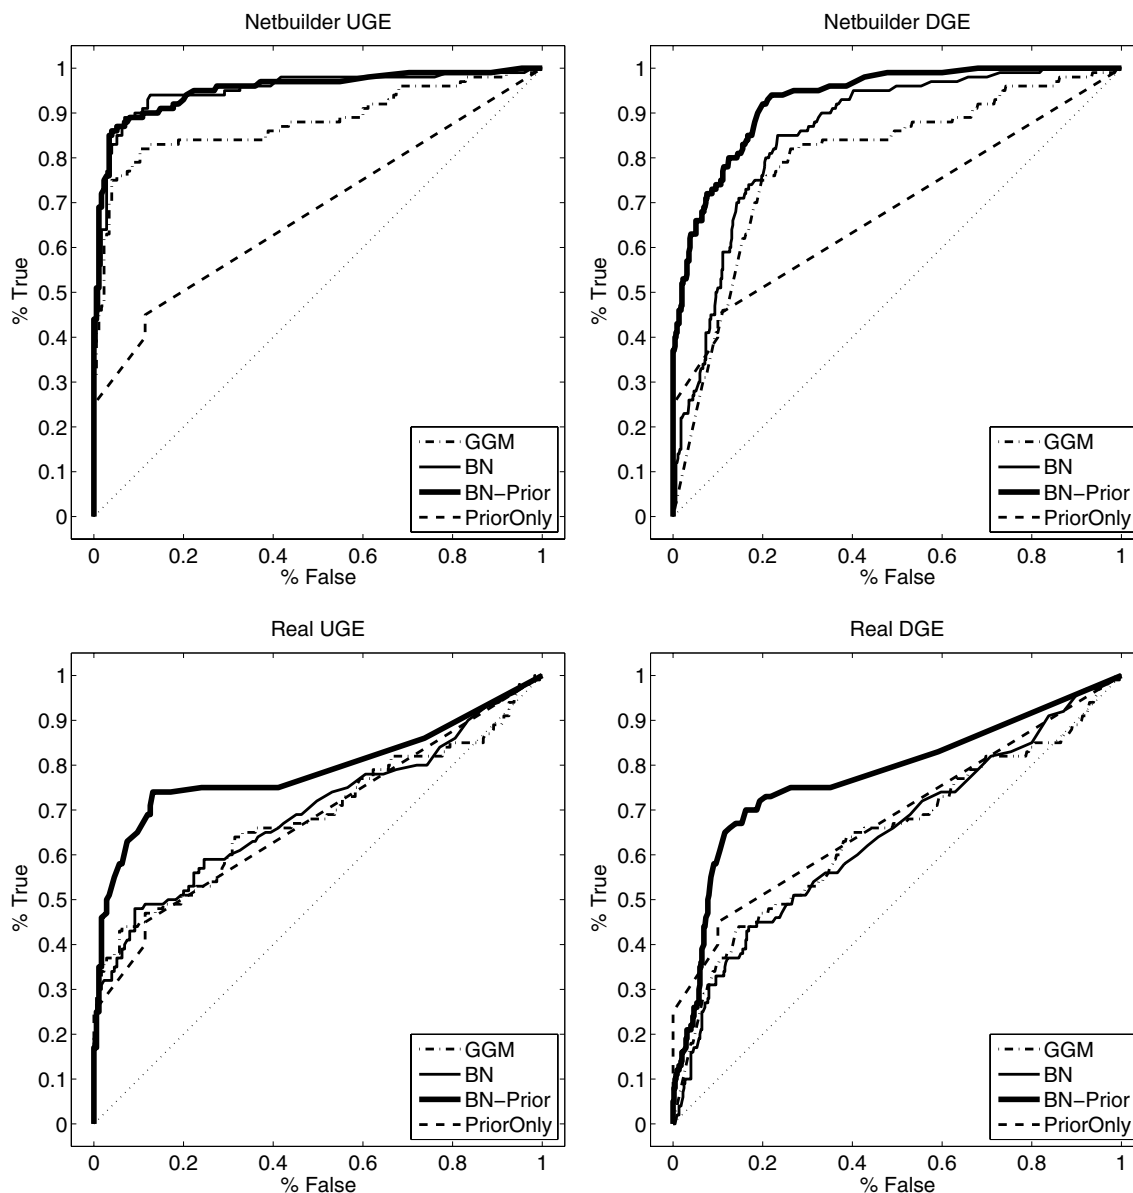 Netbuilder UGE
% True
1
0.9
0.8
0.7
0.6
0.5
0.4
0.3
0.2
0.1
0
0 0.2 0.4 0.6 0.8 1
% False
GGM
BN
BN−Prior
PriorOnly
Netbuilder DGE
% True
1
0.9
0.8
0.7
0.6
0.5
0.4
0.3
0.2
0.1
0
0 0.2 0.4 0.6 0.8 1
% False
GGM
BN
BN−Prior
PriorOnly
Real UGE
% True
1
0.9
0.8
0.7
0.6
0.5
0.4
0.3
0.2
0.1
0
0 0.2 0.4 0.6 0.8 1
% False
GGM
BN
BN−Prior
PriorOnly
Real DGE
% True
1
0.9
0.8
0.7
0.6
0.5
0.4
0.3
0.2
0.1
0
0 0.2 0.4 0.6 0.8 1
% False
GGM
BN
BN−Prior
PriorOnly